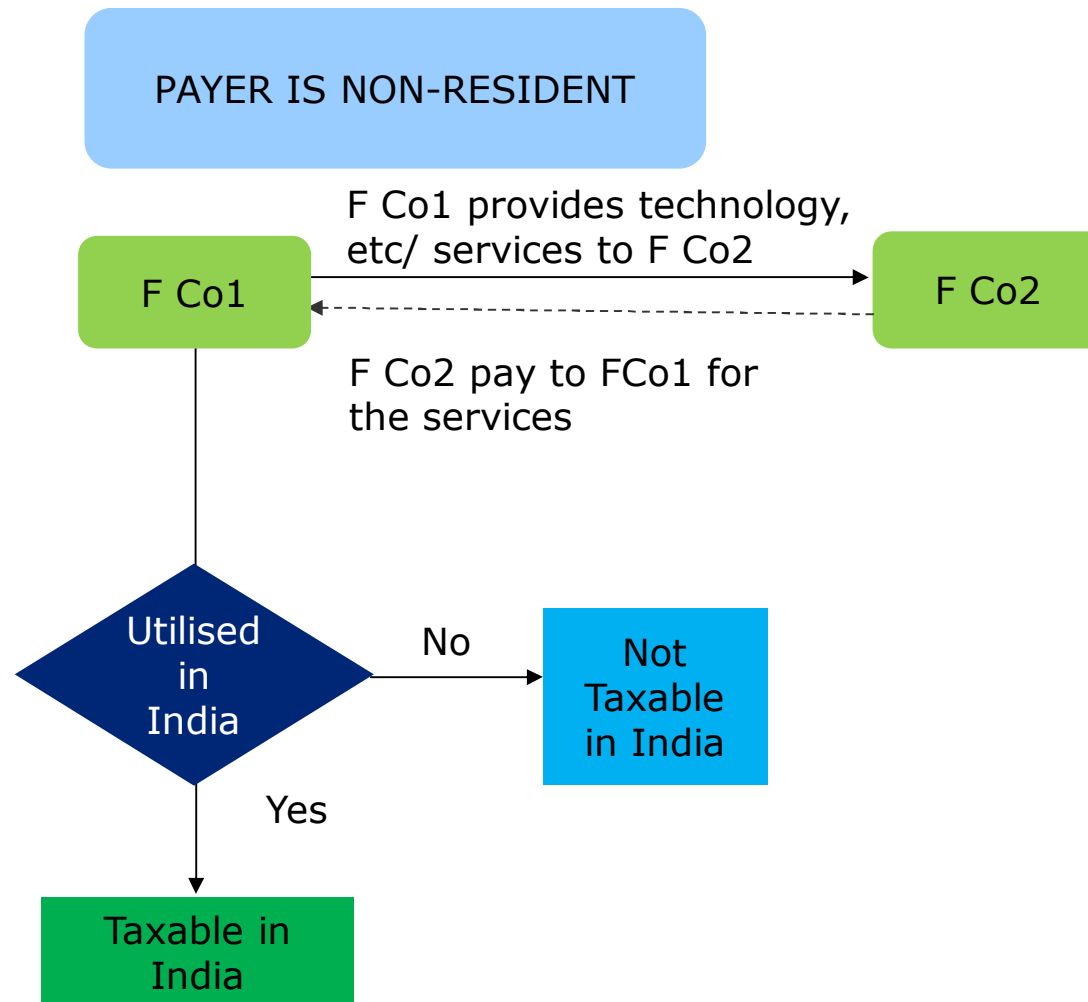 PAYER IS NON-RESIDENT
F Co1 provides technology,
etc/ services to F Co2
F Co1
F Co2
F Co2 pay to FCo1 for
the services
Utilised
in
India
No
Not
Taxable
in India
Yes
Taxable in
India